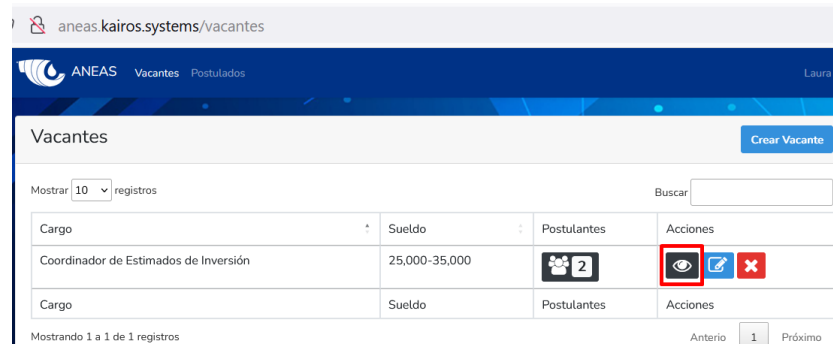 aneas.kairos.systems/vacantes
ANEAS Vacantes Postulados Laura
Vacantes Crear Vacante
Mostrar 10 registros Buscar
Cargo Sueldo Postulantes Acciones
Coordinador de Estimados de Inversión 25,000-35,000 2
Cargo Sueldo Postulantes Acciones
Mostrando 1 a 1 de 1 registros Anterio 1 Próximo